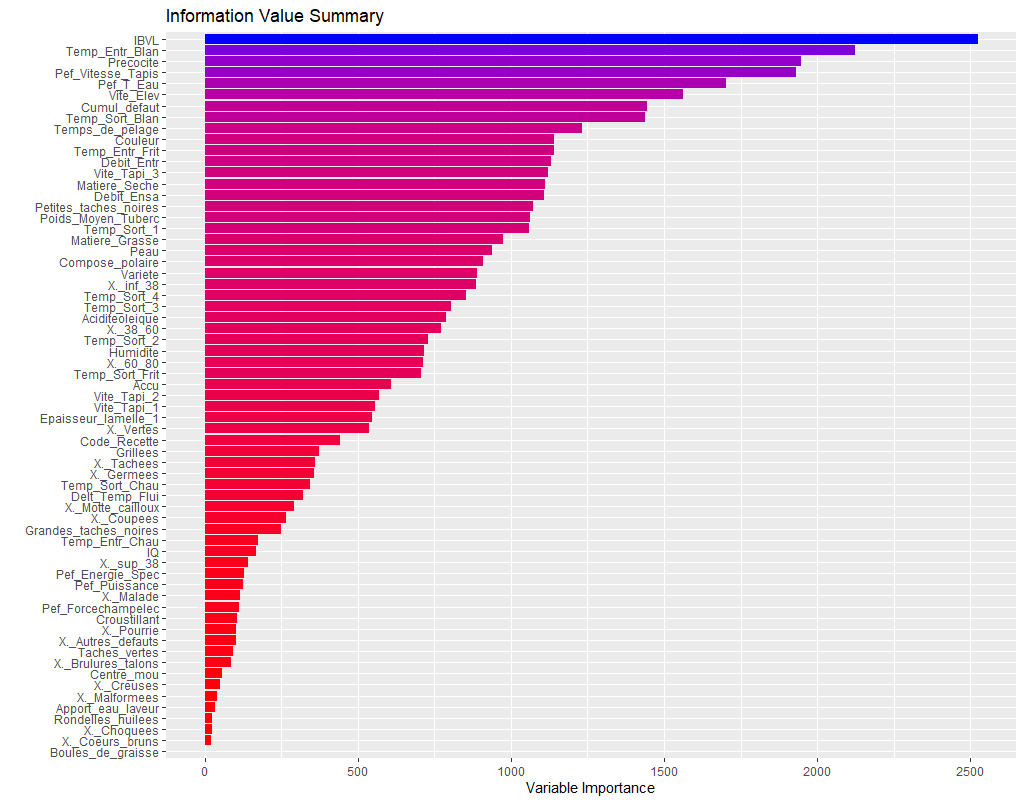 Information Value Summary
IBVL
Temp_Entr_Blan
Precocite
Pef_Vitesse_Tapis
Pef_T_Eau
Vite_Elev
Cumul_defaut
Temp_Sort_Blan
Temps_de_pelage
Couleur
Temp_Entr_Frit
Debit_Entr
Vite_Tapi_3
Matiere_Seche
Debit_Ensa
Petites_taches_noires
Poids_Moyen_Tuberc
Temp_Sort_1
Matiere_Grasse
Peau
Compose_polaire
Variete
X._inf_38
Temp_Sort_4
Temp_Sort_3
Aciditeoleique
X._38_60
Temp_Sort_2
Humidite
X._60_80
Temp_Sort_Frit
Accu
Vite_Tapi_2
Vite_Tapi_1
Epaisseur_lamelle_1
X._Vertes
Code_Recette
Grillees
X._Tachees
X._Germees
Temp_Sort_Chau
Delt_Temp_Flui
X._Motte_cailloux
X._Coupees
Grandes_taches_noires
Temp_Entr_Chau
IQ
X._sup_38
Pef_Energie_Spec
Pef_Puissance
X._Malade
Pef_Forcechampelec
Croustillant
X._Pourrie
X._Autres_defauts
Taches_vertes
X._Brulures_talons
Centre_mou
X._Creuses
X._Malformees
Apport_eau_laveur
Rondelles_huilees
X._Choquees
X._Coeurs_bruns
Boules_de_graisse
0 500 1000 1500 2000 2500
Variable Importance